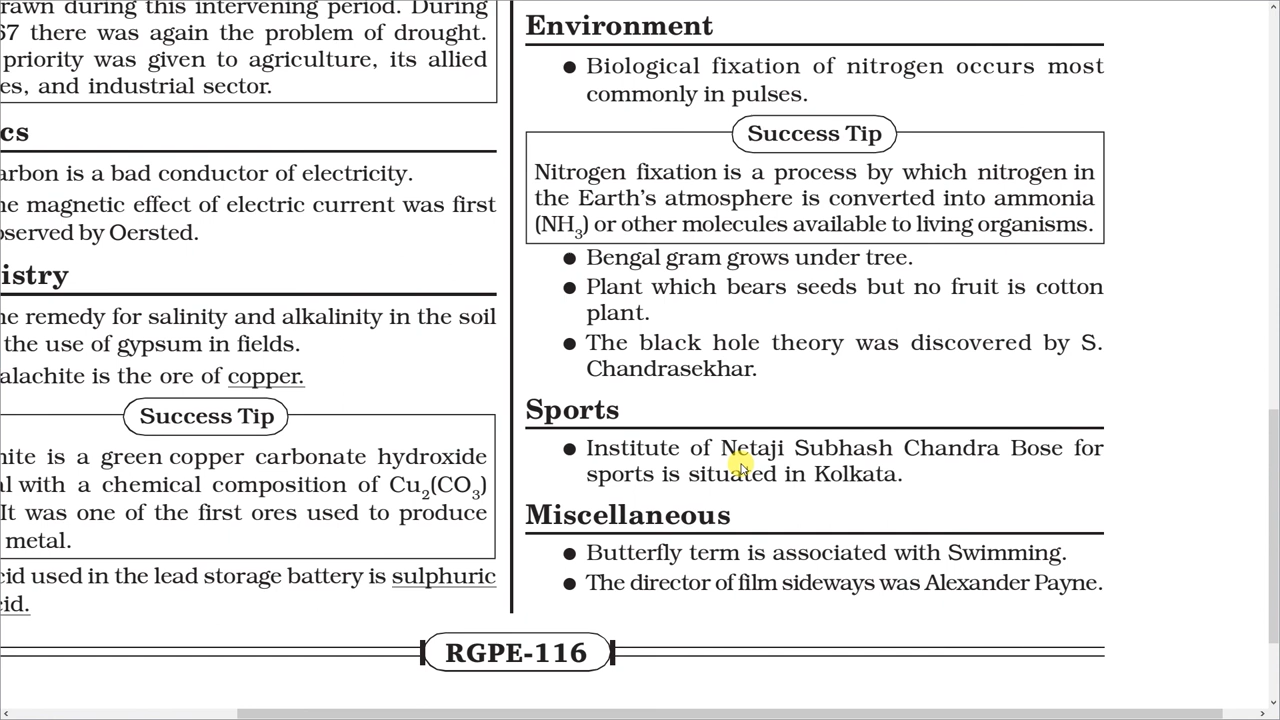 rawn during this intervening period. During
67 there was again the problem of drought.
priority was given to agriculture, its allied
es, and industrial sector.
cs
arbon is a bad conductor of electricity.
he magnetic effect of electric current was first
bserved by Oersted.
istry
he remedy for salinity and alkalinity in the soil
the use of gypsum in fields.
alachite is the ore of copper.
Success Tip
hite is a green copper carbonate hydroxide
al with a chemical composition of Cu₂(CO₃)
It was one of the first ores used to produce
metal.
cid used in the lead storage battery is sulphuric
cid.
Environment
● Biological fixation of nitrogen occurs most
commonly in pulses.
Success Tip
Nitrogen fixation is a process by which nitrogen in
the Earth's atmosphere is converted into ammonia
(NH₃) or other molecules available to living organisms.
● Bengal gram grows under tree.
● Plant which bears seeds but no fruit is cotton
plant.
● The black hole theory was discovered by S.
Chandrasekhar.
Sports
● Institute of Netaji Subhash Chandra Bose for
sports is situated in Kolkata.
Miscellaneous
● Butterfly term is associated with Swimming.
● The director of film sideways was Alexander Payne.
RGPE-116